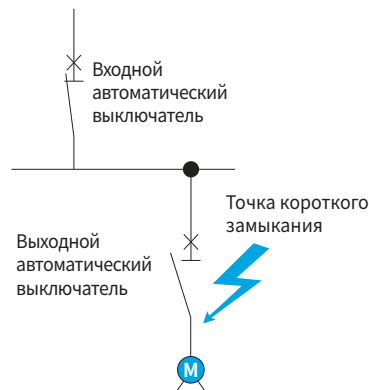 Входной
автоматический
выключатель
Точка короткого
замыкания
Выходной
автоматический
выключатель
M